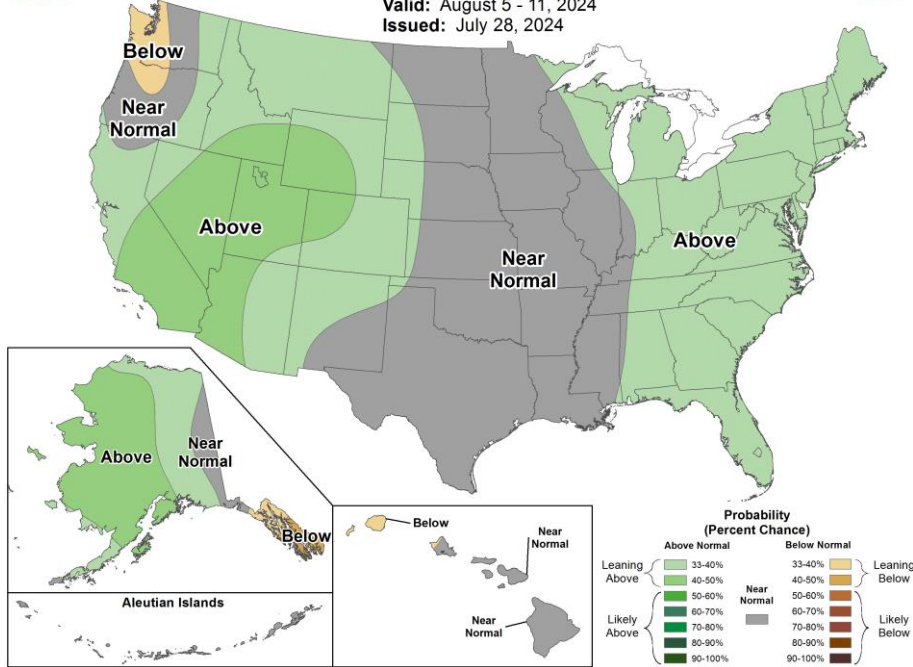 Valid: August 5 - 11, 2024
Issued: July 28, 2024
Below
Near
Normal
Above
Near
Normal
Above
Above
Near
Normal
Below
Aleutian Islands
Below
Near
Normal
Near
Normal
Probability
(Percent Chance)
Above Normal
Below Normal
Leaning
Above
33-40%
40-50%
Likely
Above
50-60%
60-70%
70-80%
80-90%
90-100%
Near
Normal
33-40%
40-50%
Leaning
Below
50-60%
60-70%
70-80%
80-90%
90-100%
Likely
Below